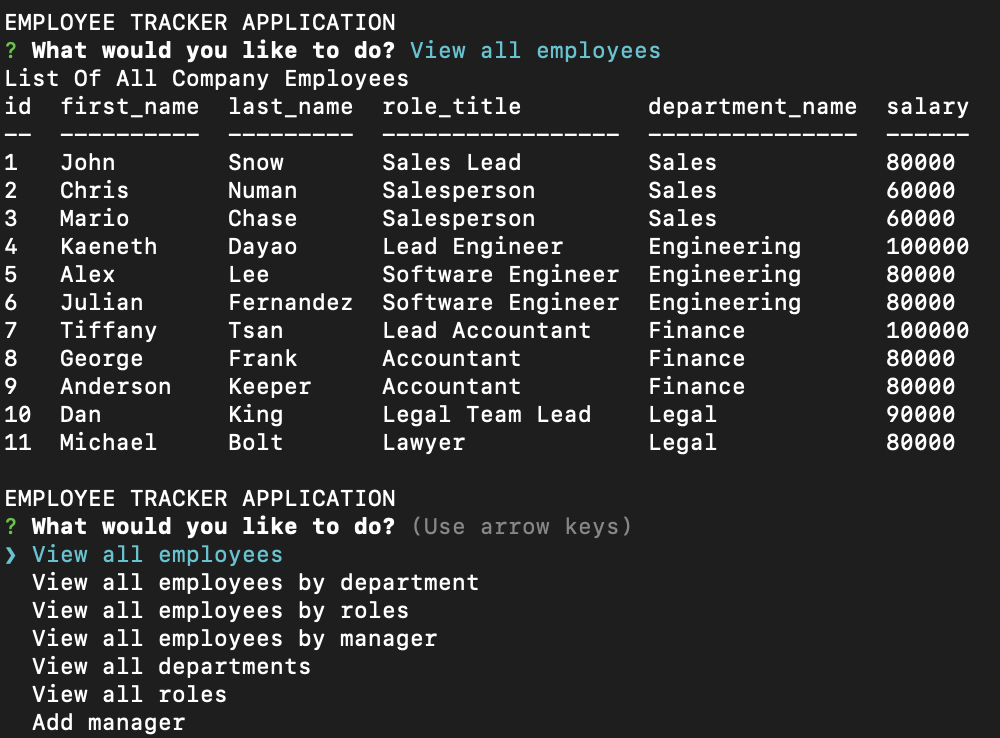 EMPLOYEE TRACKER APPLICATION
? What would you like to do? View all employees
List Of All Company Employees
id  first_name  last_name  role_title         department_name  salary
--  ----------  ---------  -----------------  ---------------  ------
1   John        Snow       Sales Lead         Sales            80000
2   Chris       Numan      Salesperson        Sales            60000
3   Mario       Chase      Salesperson        Sales            60000
4   Kaeneth     Dayao      Lead Engineer      Engineering      100000
5   Alex        Lee        Software Engineer  Engineering      80000
6   Julian      Fernandez  Software Engineer  Engineering      80000
7   Tiffany     Tsan       Lead Accountant    Finance          100000
8   George      Frank      Accountant         Finance          80000
9   Anderson    Keeper     Accountant         Finance          80000
10  Dan         King       Legal Team Lead    Legal            90000
11  Michael     Bolt       Lawyer             Legal            80000
EMPLOYEE TRACKER APPLICATION
? What would you like to do? (Use arrow keys)
❯ View all employees
  View all employees by department
  View all employees by roles
  View all employees by manager
  View all departments
  View all roles
  Add manager